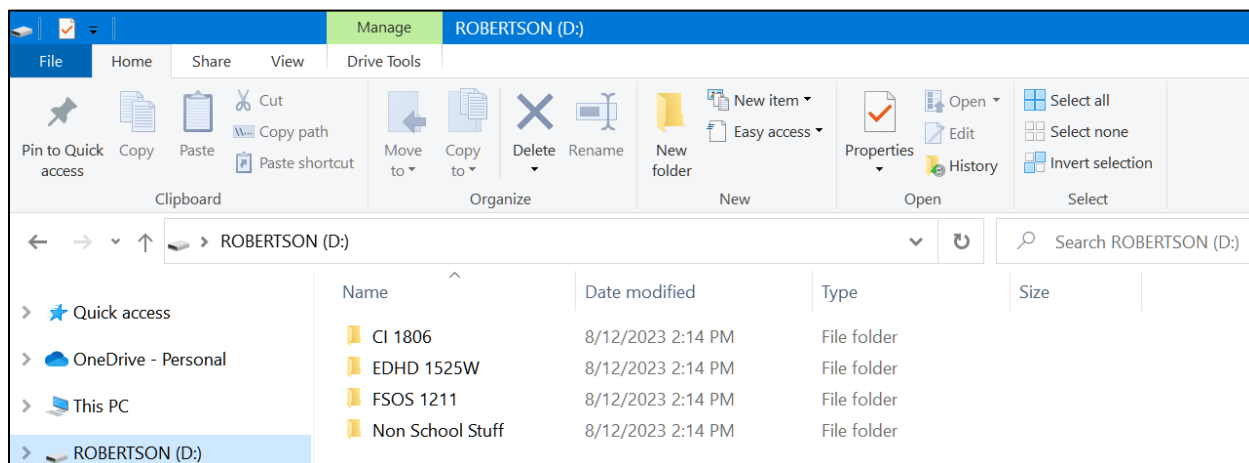 Manage ROBERTSON (D:)
File Home Share View Drive Tools
Pin to Quick access
Copy
Paste
Cut
Copy path
Paste shortcut
Clipboard
Move to
Copy to
Delete
Rename
Organize
New folder
New item
Easy access
New
Properties
Open
Edit
History
Open
Select all
Select none
Invert selection
Select
ROBERTSON (D:)
Search ROBERTSON (D:)
Quick access
OneDrive - Personal
This PC
ROBERTSON (D:)
Name Date modified Type Size
CI 1806 8/12/2023 2:14 PM File folder
EDHD 1525W 8/12/2023 2:14 PM File folder
FSOS 1211 8/12/2023 2:14 PM File folder
Non School Stuff 8/12/2023 2:14 PM File folder